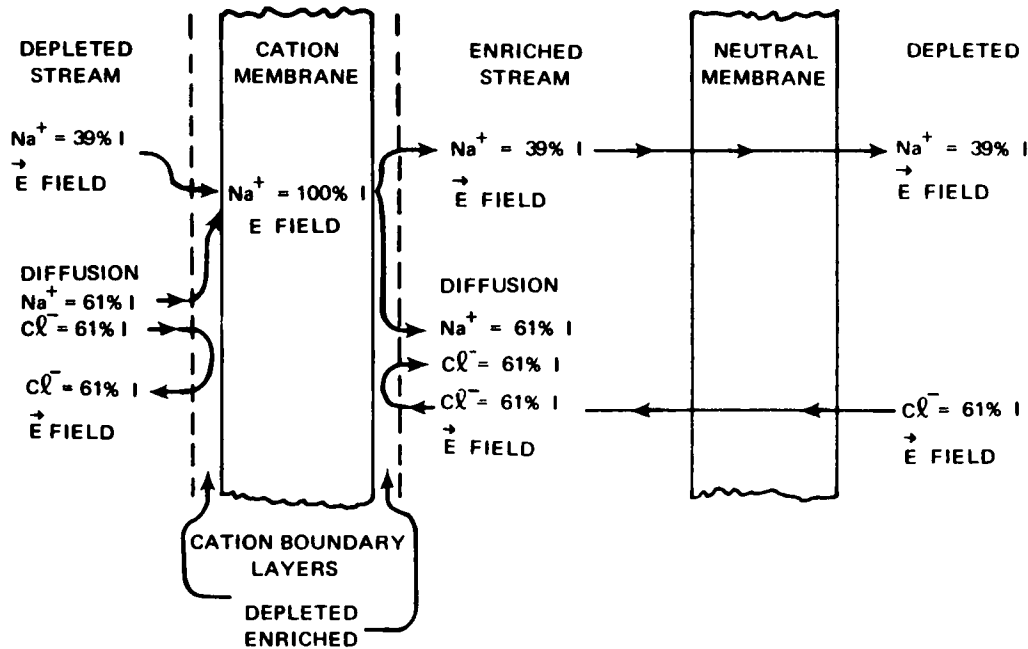 DEPLETED
STREAM
CATION
MEMBRANE
ENRICHED
STREAM
NEUTRAL
MEMBRANE
DEPLETED
Na+ = 39% I
→
E FIELD
Na+ = 100% I
E FIELD
Na+ = 39% I
→
E FIELD
Na+ = 39% I
→
E FIELD
DIFFUSION
Na+ = 61% I
Cℓ− = 61% I
Cℓ− = 61% I
→
E FIELD
DIFFUSION
Na+ = 61% I
Cℓ− = 61% I
Cℓ− = 61% I
→
E FIELD
Cℓ− = 61% I
→
E FIELD
CATION BOUNDARY
LAYERS
DEPLETED
ENRICHED